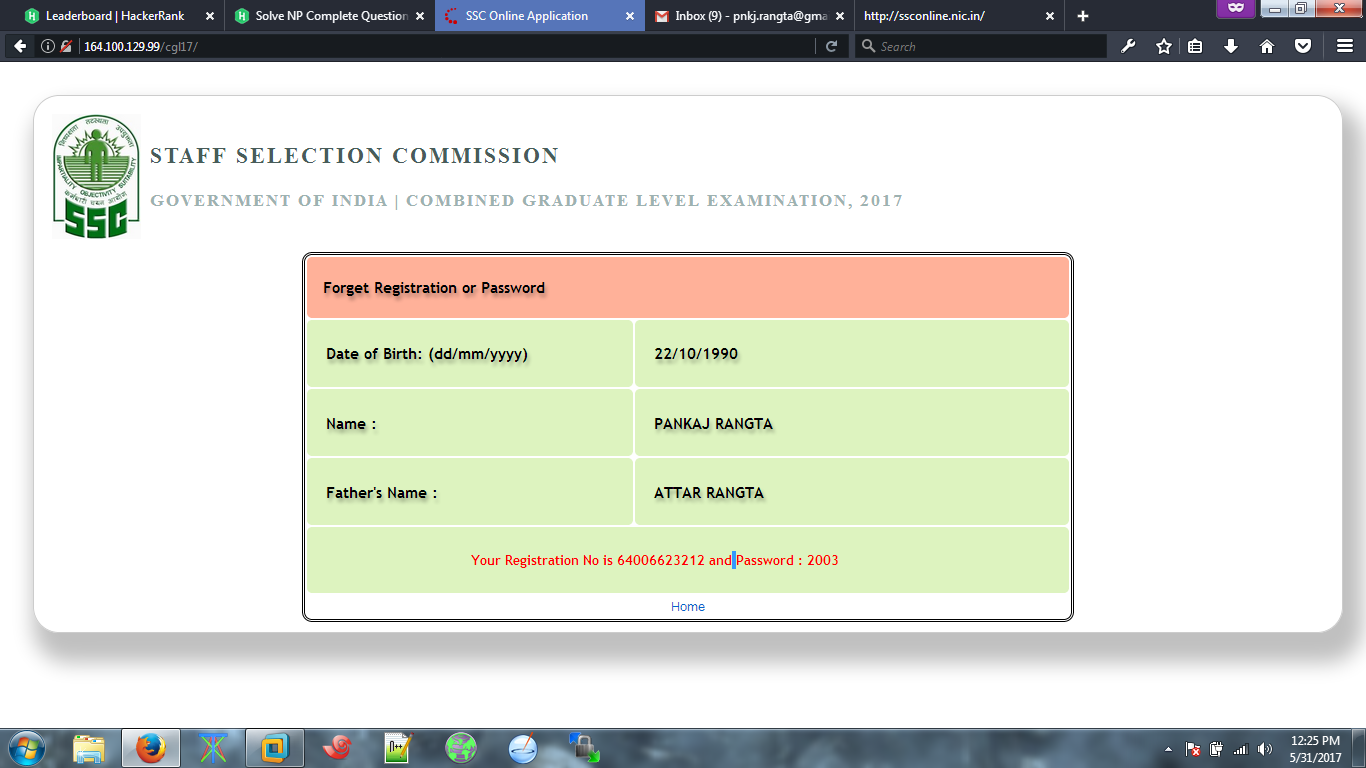 Leaderboard | HackerRank
Solve NP Complete Question
SSC Online Application
Inbox (9) - pnkj.rangta@gma
http://ssconline.nic.in/
164.100.129.99/cgl17/
Search
STAFF SELECTION COMMISSION
GOVERNMENT OF INDIA | COMBINED GRADUATE LEVEL EXAMINATION, 2017
SSC
Forget Registration or Password
Date of Birth: (dd/mm/yyyy) 22/10/1990
Name : PANKAJ RANGTA
Father's Name : ATTAR RANGTA
Your Registration No is 64006623212 and Password : 2003
Home
12:25 PM
5/31/2017